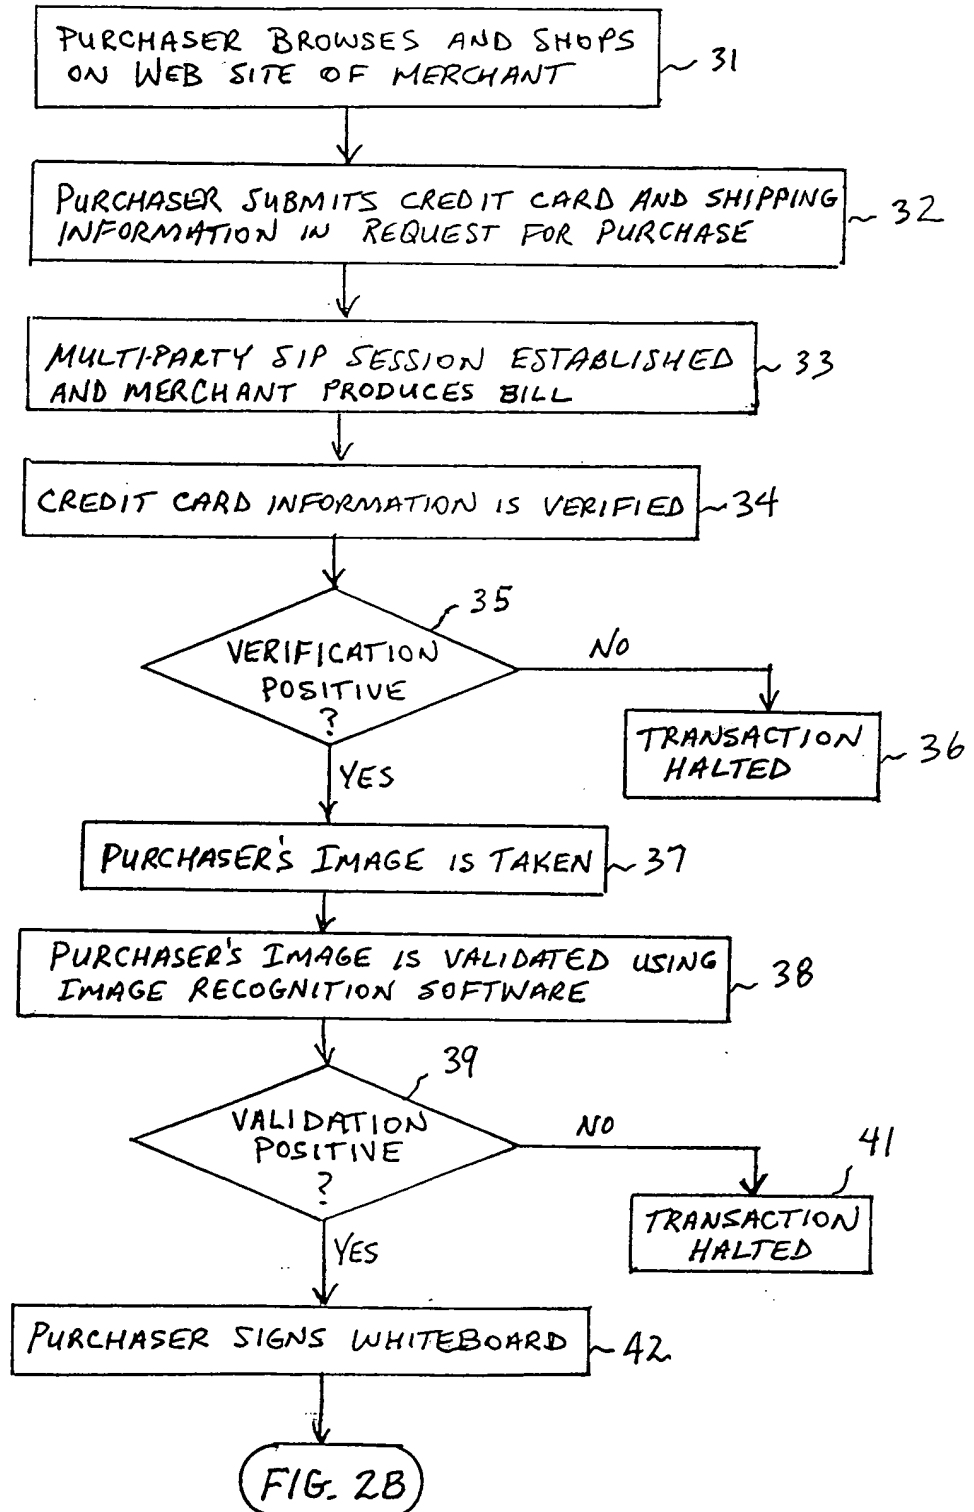 PURCHASER BROWSES AND SHOPS
ON WEB SITE OF MERCHANT
31
PURCHASER SUBMITS CREDIT CARD AND SHIPPING
INFORMATION IN REQUEST FOR PURCHASE
32
MULTI-PARTY SIP SESSION ESTABLISHED
AND MERCHANT PRODUCES BILL
33
CREDIT CARD INFORMATION IS VERIFIED
34
35
VERIFICATION
POSITIVE
?
NO
TRANSACTION
HALTED
36
YES
PURCHASER'S IMAGE IS TAKEN
37
PURCHASER'S IMAGE IS VALIDATED USING
IMAGE RECOGNITION SOFTWARE
38
39
VALIDATION
POSITIVE
?
NO
41
TRANSACTION
HALTED
YES
PURCHASER SIGNS WHITEBOARD
42
FIG. 2B